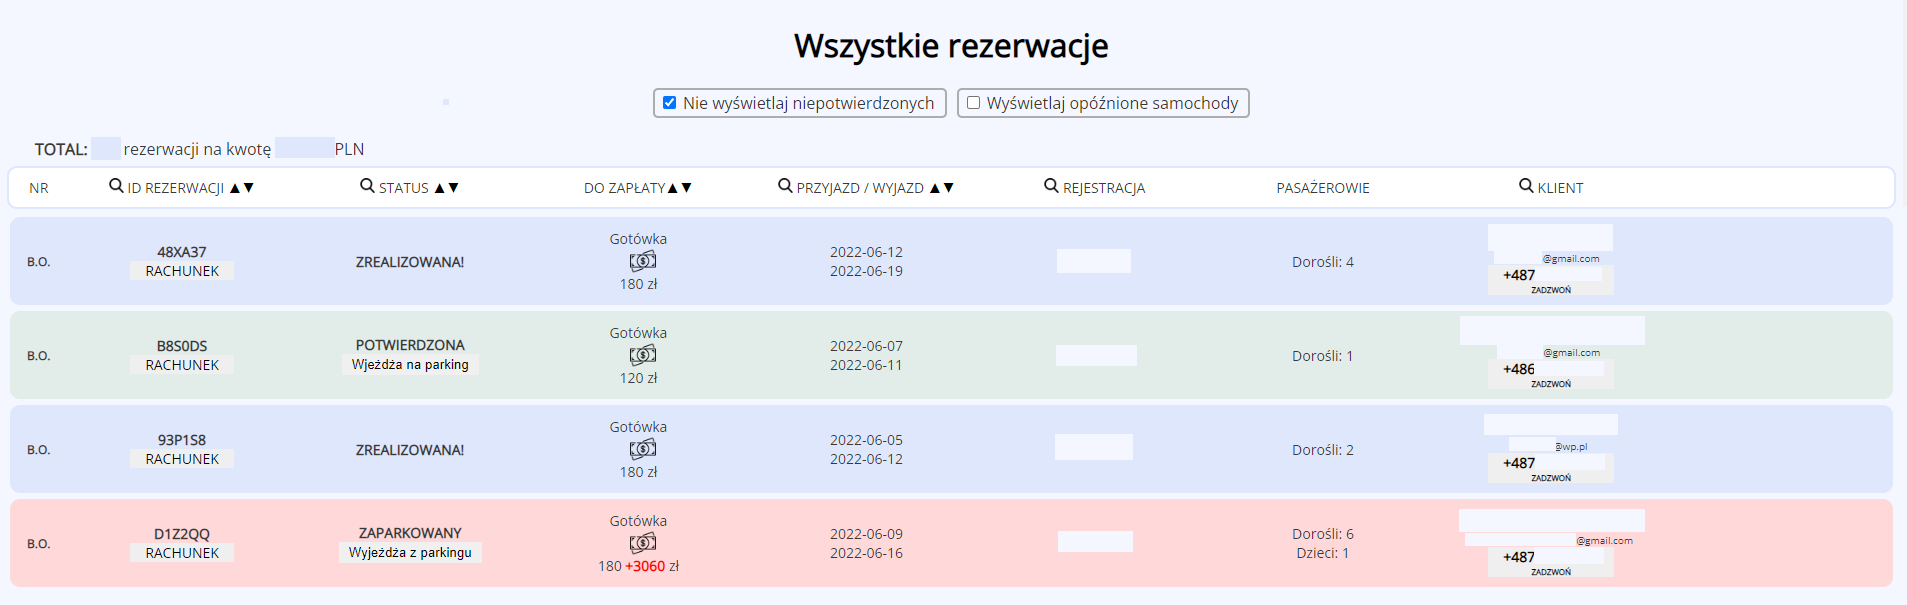 Wszystkie rezerwacje
Nie wyświetlaj niepotwierdzonych
Wyświetlaj opóźnione samochody
TOTAL: rezerwacji na kwotę PLN
NR ID REZERWACJI ▲▼ STATUS ▲▼ DO ZAPŁATY▲▼ PRZYJAZD / WYJAZD ▲▼ REJESTRACJA PASAŻEROWIE KLIENT
B.O.
48XA37
RACHUNEK
ZREALIZOWANA!
Gotówka
180 zł
2022-06-12
2022-06-19
Dorośli: 4
@gmail.com
+487
ZADZWOŃ
B.O.
B8S0DS
RACHUNEK
POTWIERDZONA
Wjeżdża na parking
Gotówka
120 zł
2022-06-07
2022-06-11
Dorośli: 1
@gmail.com
+486
ZADZWOŃ
B.O.
93P1S8
RACHUNEK
ZREALIZOWANA!
Gotówka
180 zł
2022-06-05
2022-06-12
Dorośli: 2
@wp.pl
+487
ZADZWOŃ
B.O.
D1Z2QQ
RACHUNEK
ZAPARKOWANY
Wyjeżdża z parkingu
Gotówka
180 +3060 zł
2022-06-09
2022-06-16
Dorośli: 6
Dzieci: 1
@gmail.com
+487
ZADZWOŃ